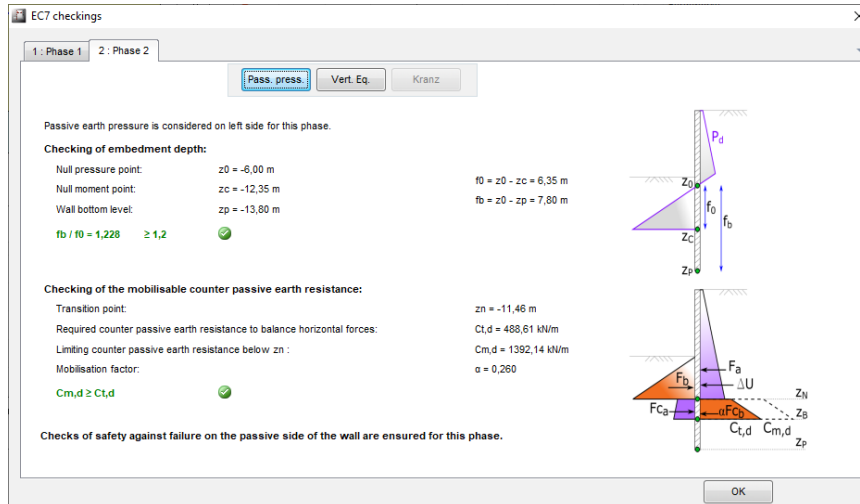 EC7 checkings
1 : Phase 1
2 : Phase 2
Pass. press.
Vert. Eq.
Kranz
Passive earth pressure is considered on left side for this phase.
Checking of embedment depth:
Null pressure point: z0 = -6,00 m
f0 = z0 - zc = 6,35 m
Null moment point: zc = -12,35 m
fb = z0 - zp = 7,80 m
Wall bottom level: zp = -13,80 m
fb / f0 = 1,228 ≥ 1,2
Pd
z0
f0
fb
zC
zP
Checking of the mobilisable counter passive earth resistance:
Transition point: zn = -11,46 m
Required counter passive earth resistance to balance horizontal forces: Ct,d = 488,61 kN/m
Limiting counter passive earth resistance below zn : Cm,d = 1392,14 kN/m
Mobilisation factor: α = 0,260
Cm,d ≥ Ct,d
Fa
Fb
ΔU
zN
Fca
αFcb
zB
Ct,d Cm,d
zP
Checks of safety against failure on the passive side of the wall are ensured for this phase.
OK